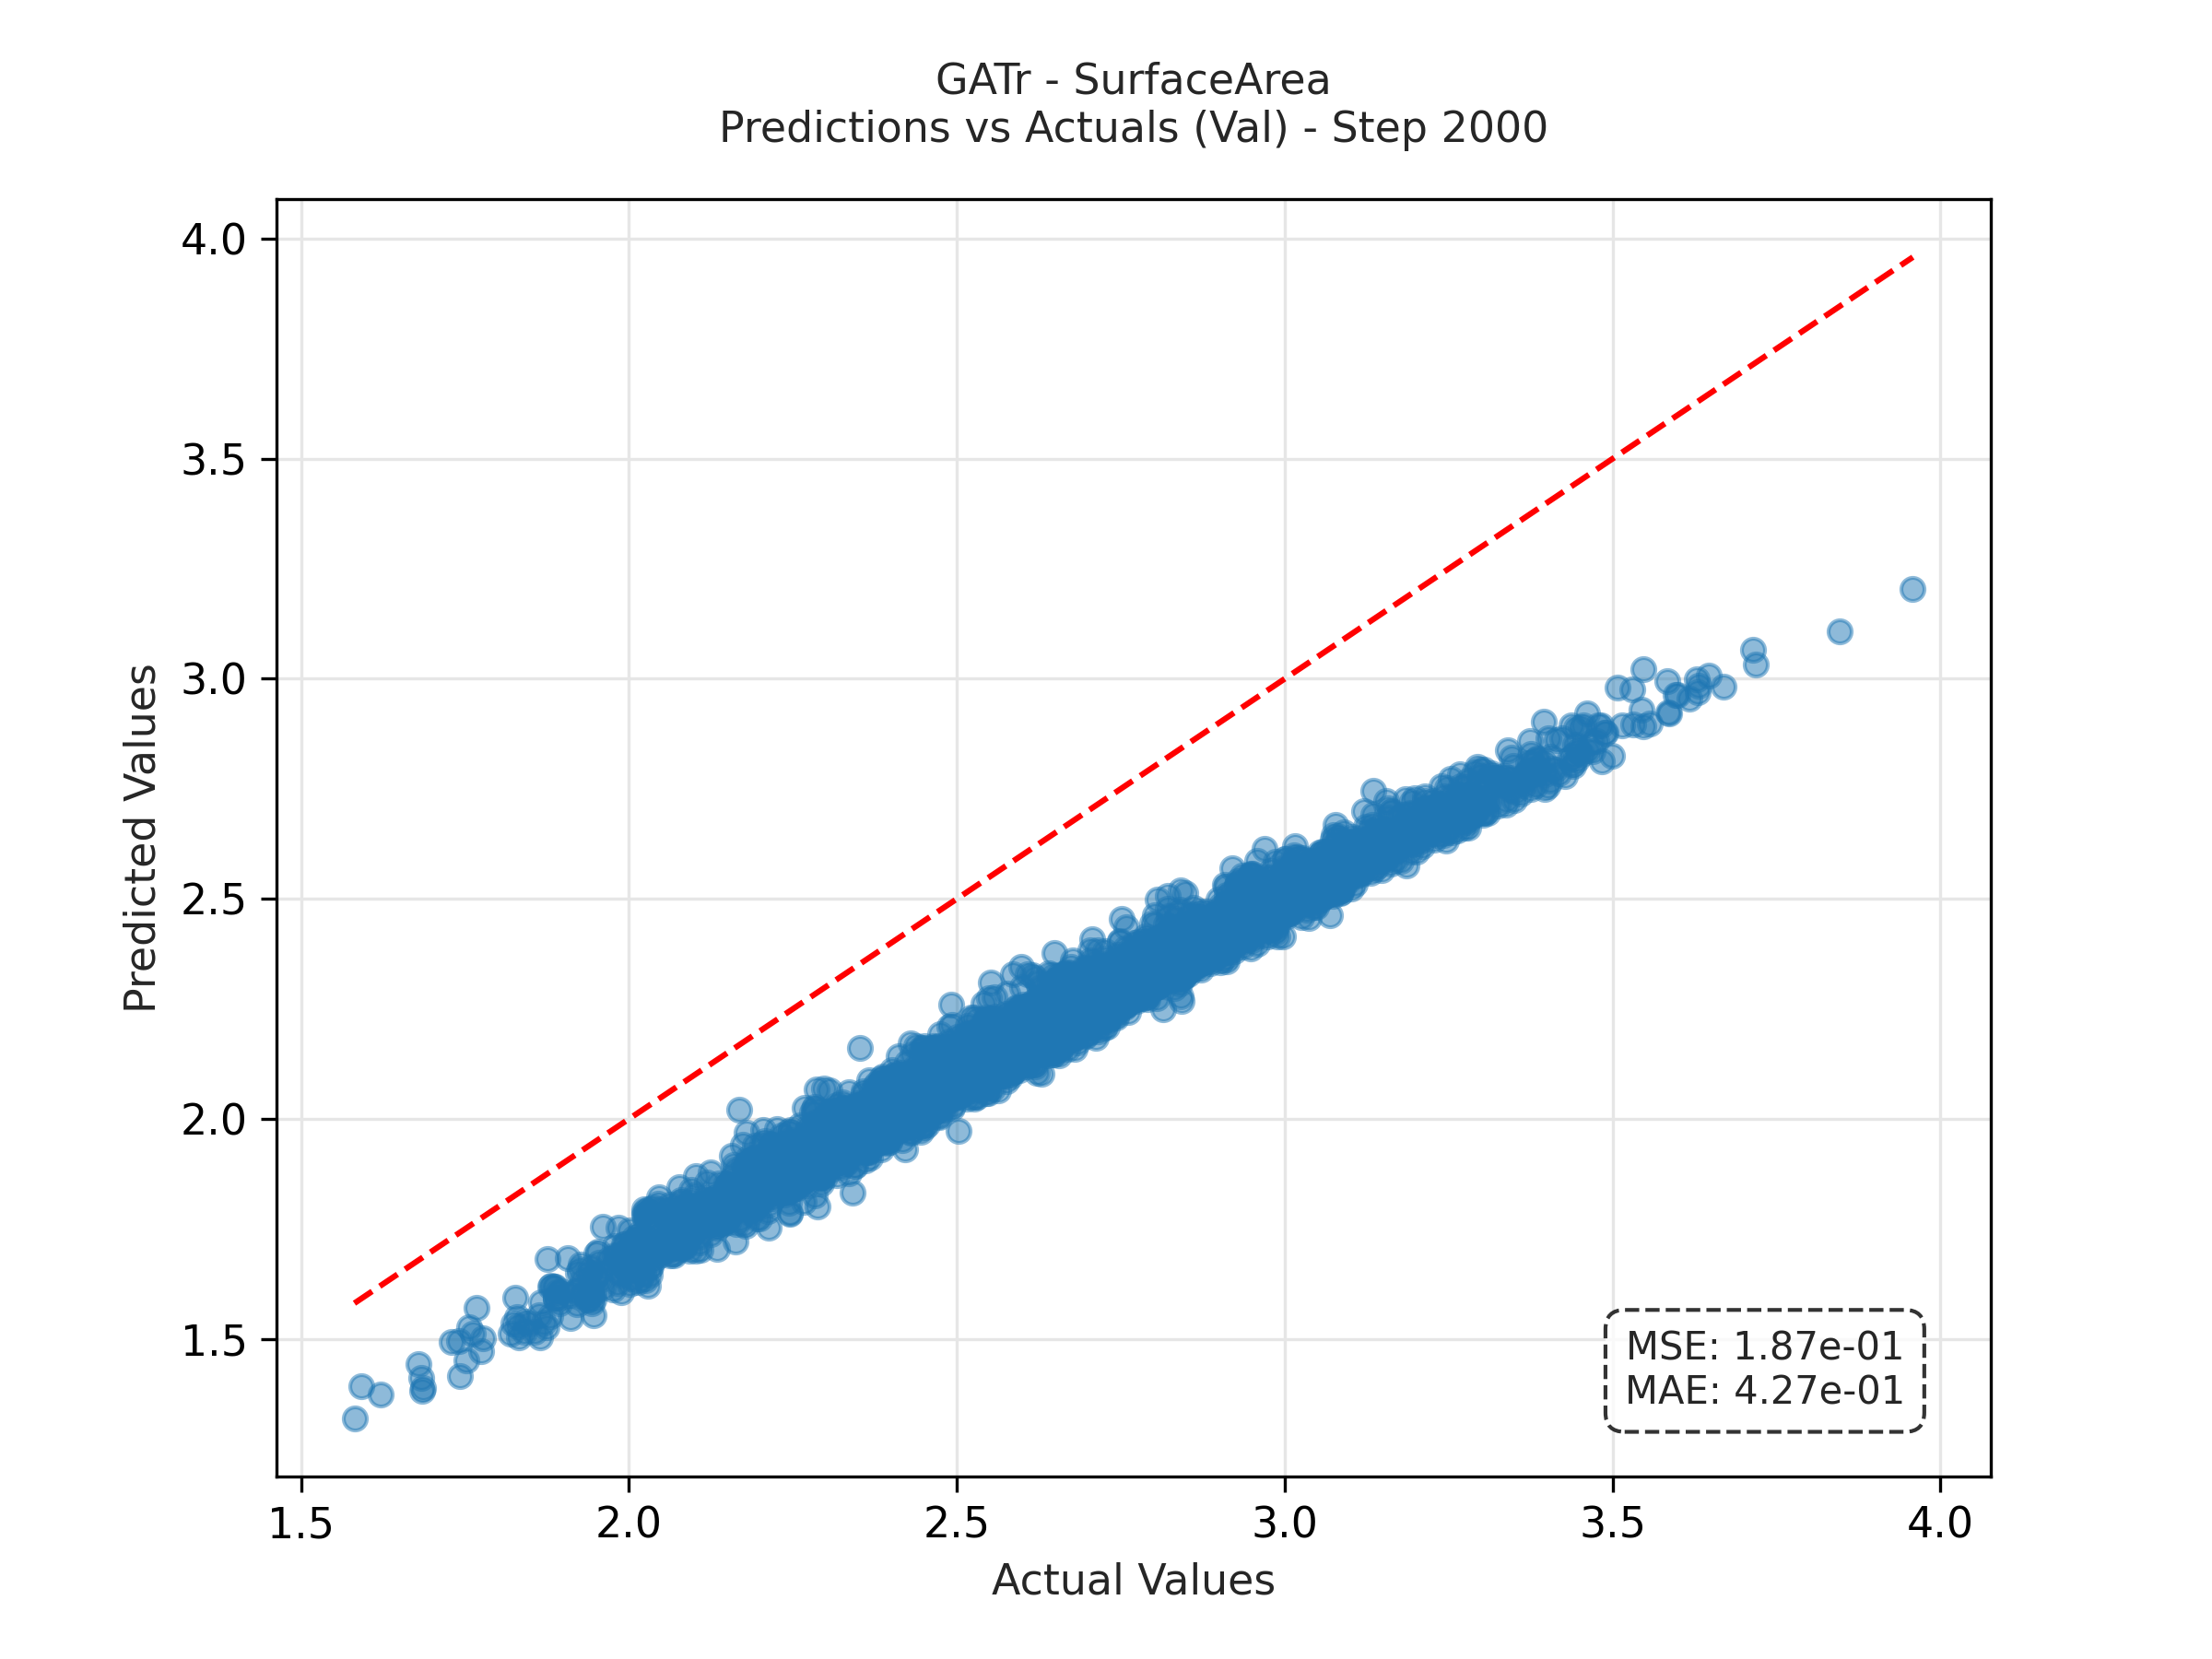 GATr - SurfaceArea
Predictions vs Actuals (Val) - Step 2000
4.0
3.5
3.0
2.5
2.0
1.5
Predicted Values
MSE: 1.87e-01
MAE: 4.27e-01
1.5
2.0
2.5
3.0
3.5
4.0
Actual Values